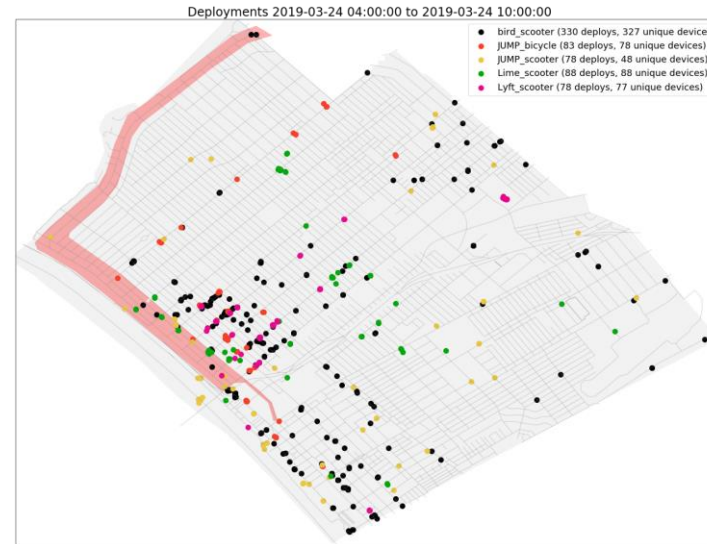 Deployments 2019-03-24 04:00:00 to 2019-03-24 10:00:00
bird_scooter (330 deploys, 327 unique device
JUMP_bicycle (83 deploys, 78 unique devices)
JUMP_scooter (78 deploys, 48 unique devices)
Lime_scooter (88 deploys, 88 unique devices)
Lyft_scooter (78 deploys, 77 unique devices)